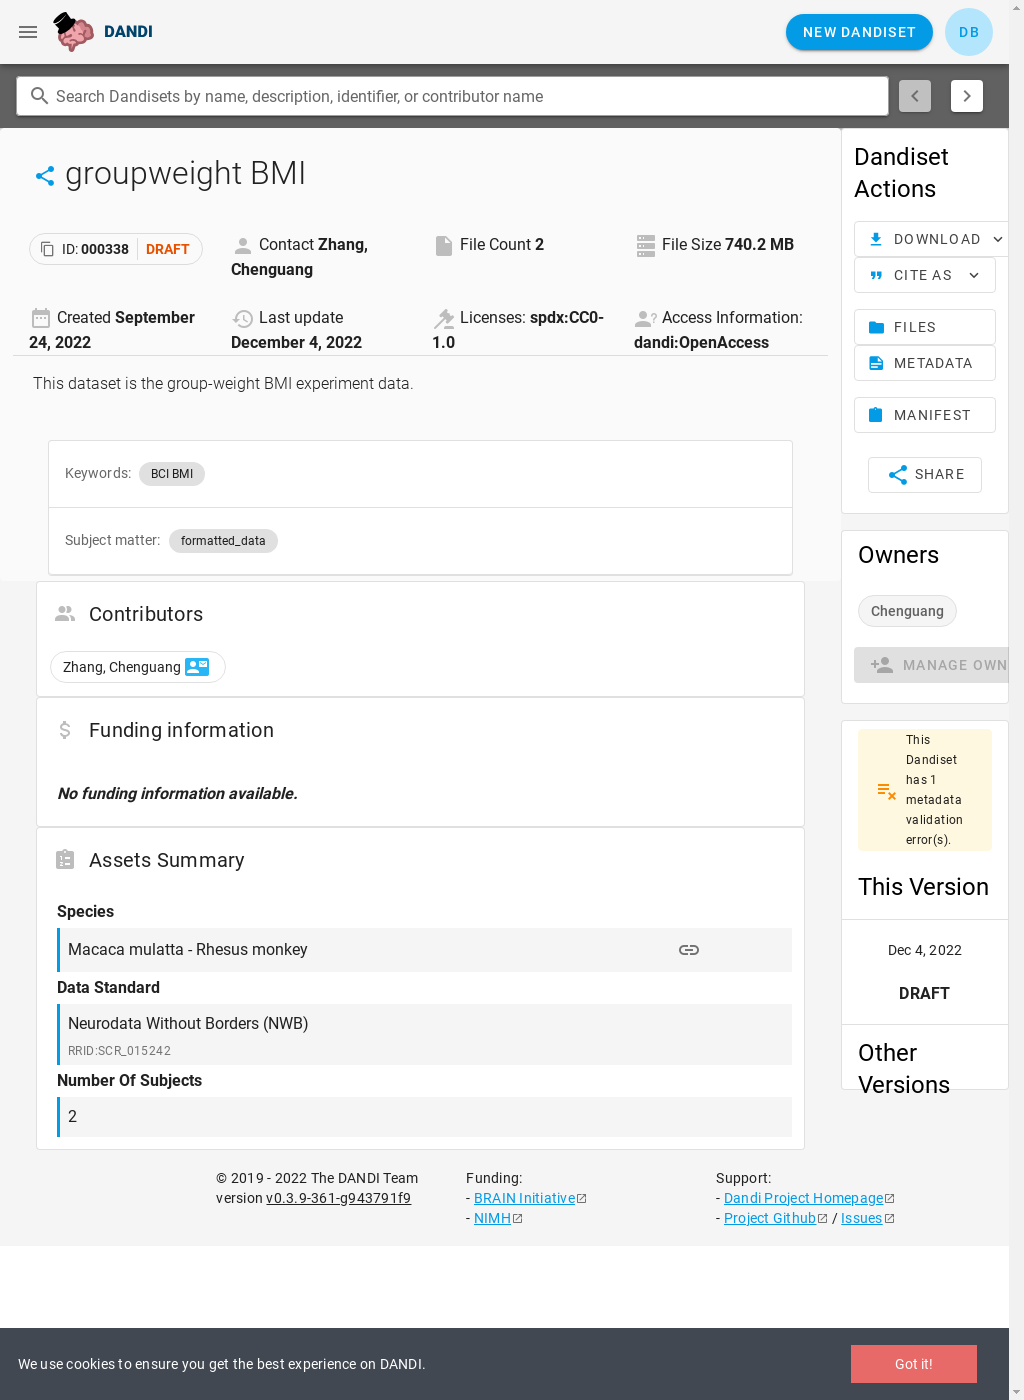 DANDI
NEW DANDISET
DB
Search Dandisets by name, description, identifier, or contributor name
groupweight BMI
ID: 000338 DRAFT
Contact Zhang,
Chenguang
File Count 2
File Size 740.2 MB
Created September
24, 2022
Last update
December 4, 2022
Licenses: spdx:CC0-
1.0
Access Information:
dandi:OpenAccess
This dataset is the group-weight BMI experiment data.
Keywords: BCI BMI
Subject matter: formatted_data
Contributors
Zhang, Chenguang
Funding information
No funding information available.
Assets Summary
Species
Macaca mulatta - Rhesus monkey
Data Standard
Neurodata Without Borders (NWB)
RRID:SCR_015242
Number Of Subjects
2
Dandiset
Actions
DOWNLOAD
CITE AS
FILES
METADATA
MANIFEST
SHARE
Owners
Chenguang
MANAGE OWN
This
Dandiset
has 1
metadata
validation
error(s).
This Version
Dec 4, 2022
DRAFT
Other
Versions
© 2019 - 2022 The DANDI Team
version v0.3.9-361-g943791f9
Funding:
- BRAIN Initiative
- NIMH
Support:
- Dandi Project Homepage
- Project Github / Issues
We use cookies to ensure you get the best experience on DANDI.
Got it!